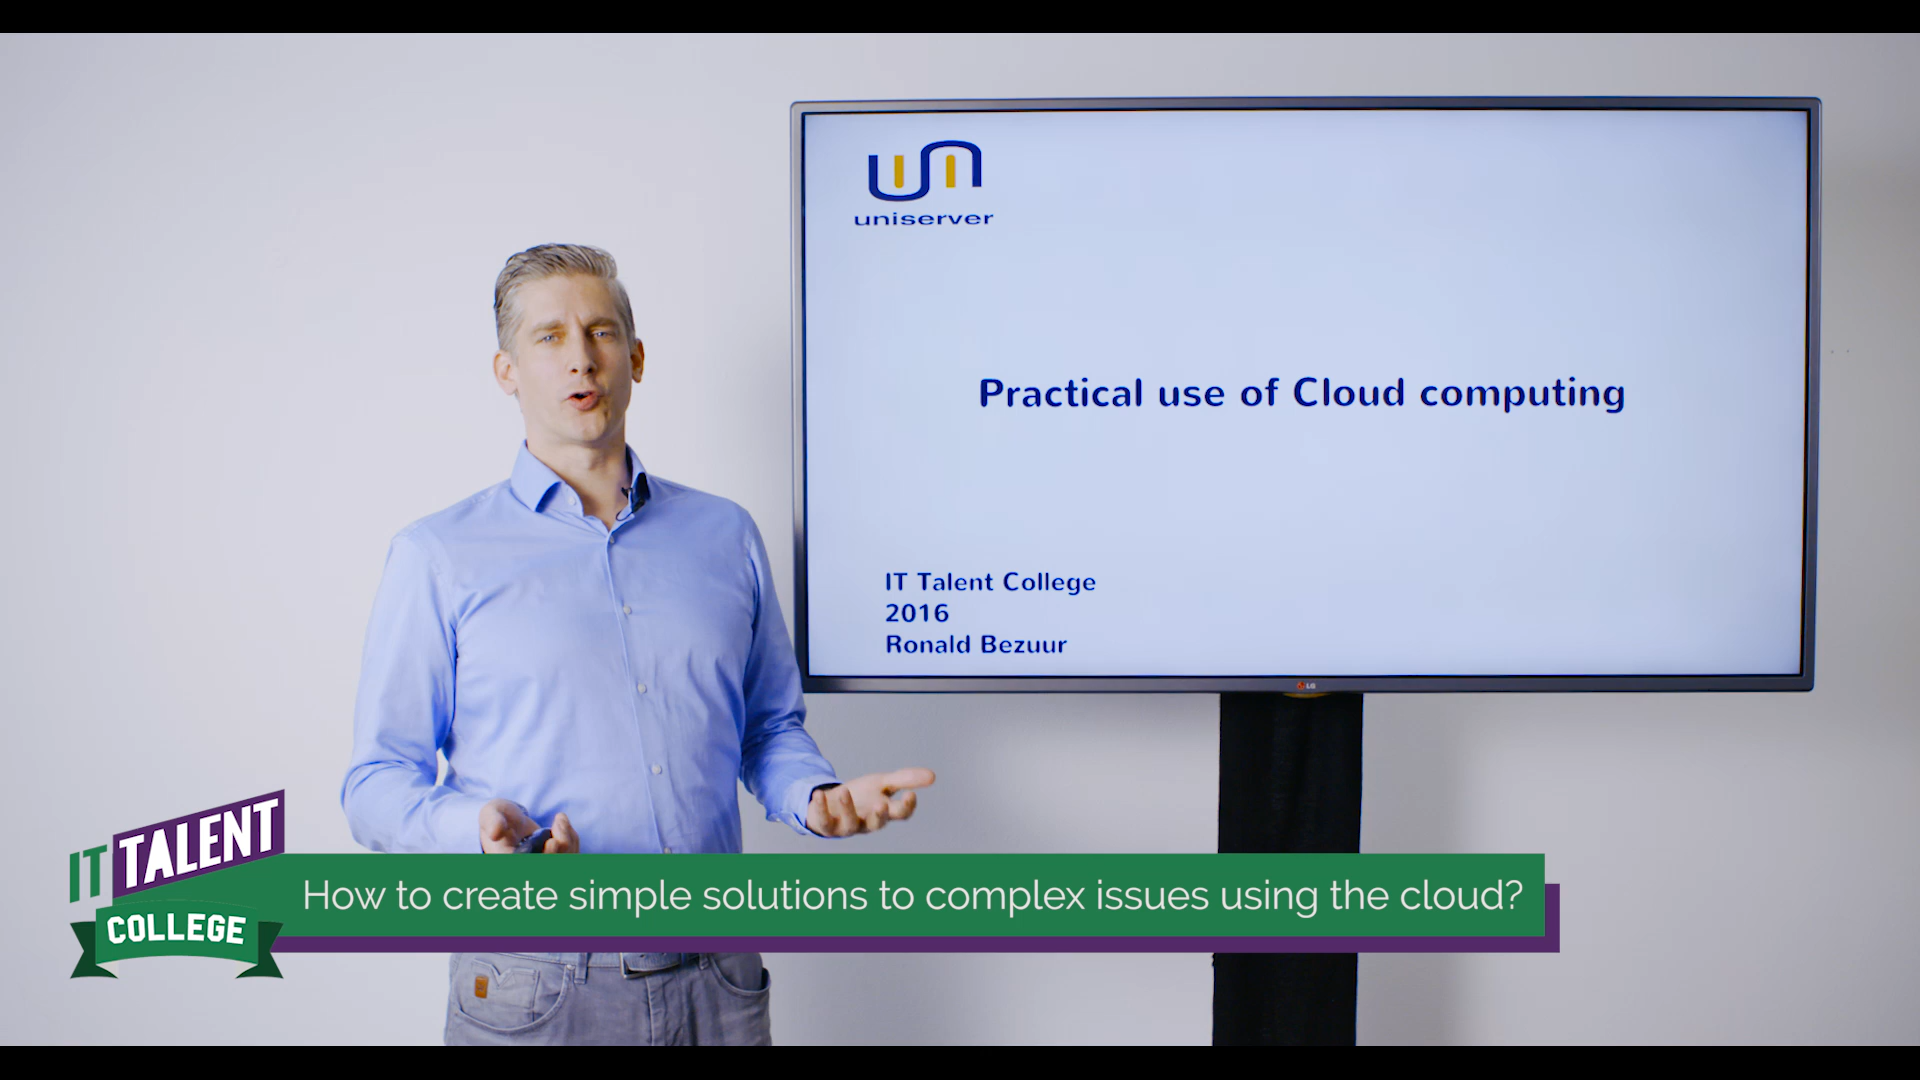 uniserver
Practical use of Cloud computing
IT Talent College
2016
Ronald Bezuur
LG
IT TALENT
COLLEGE
How to create simple solutions to complex issues using the cloud?